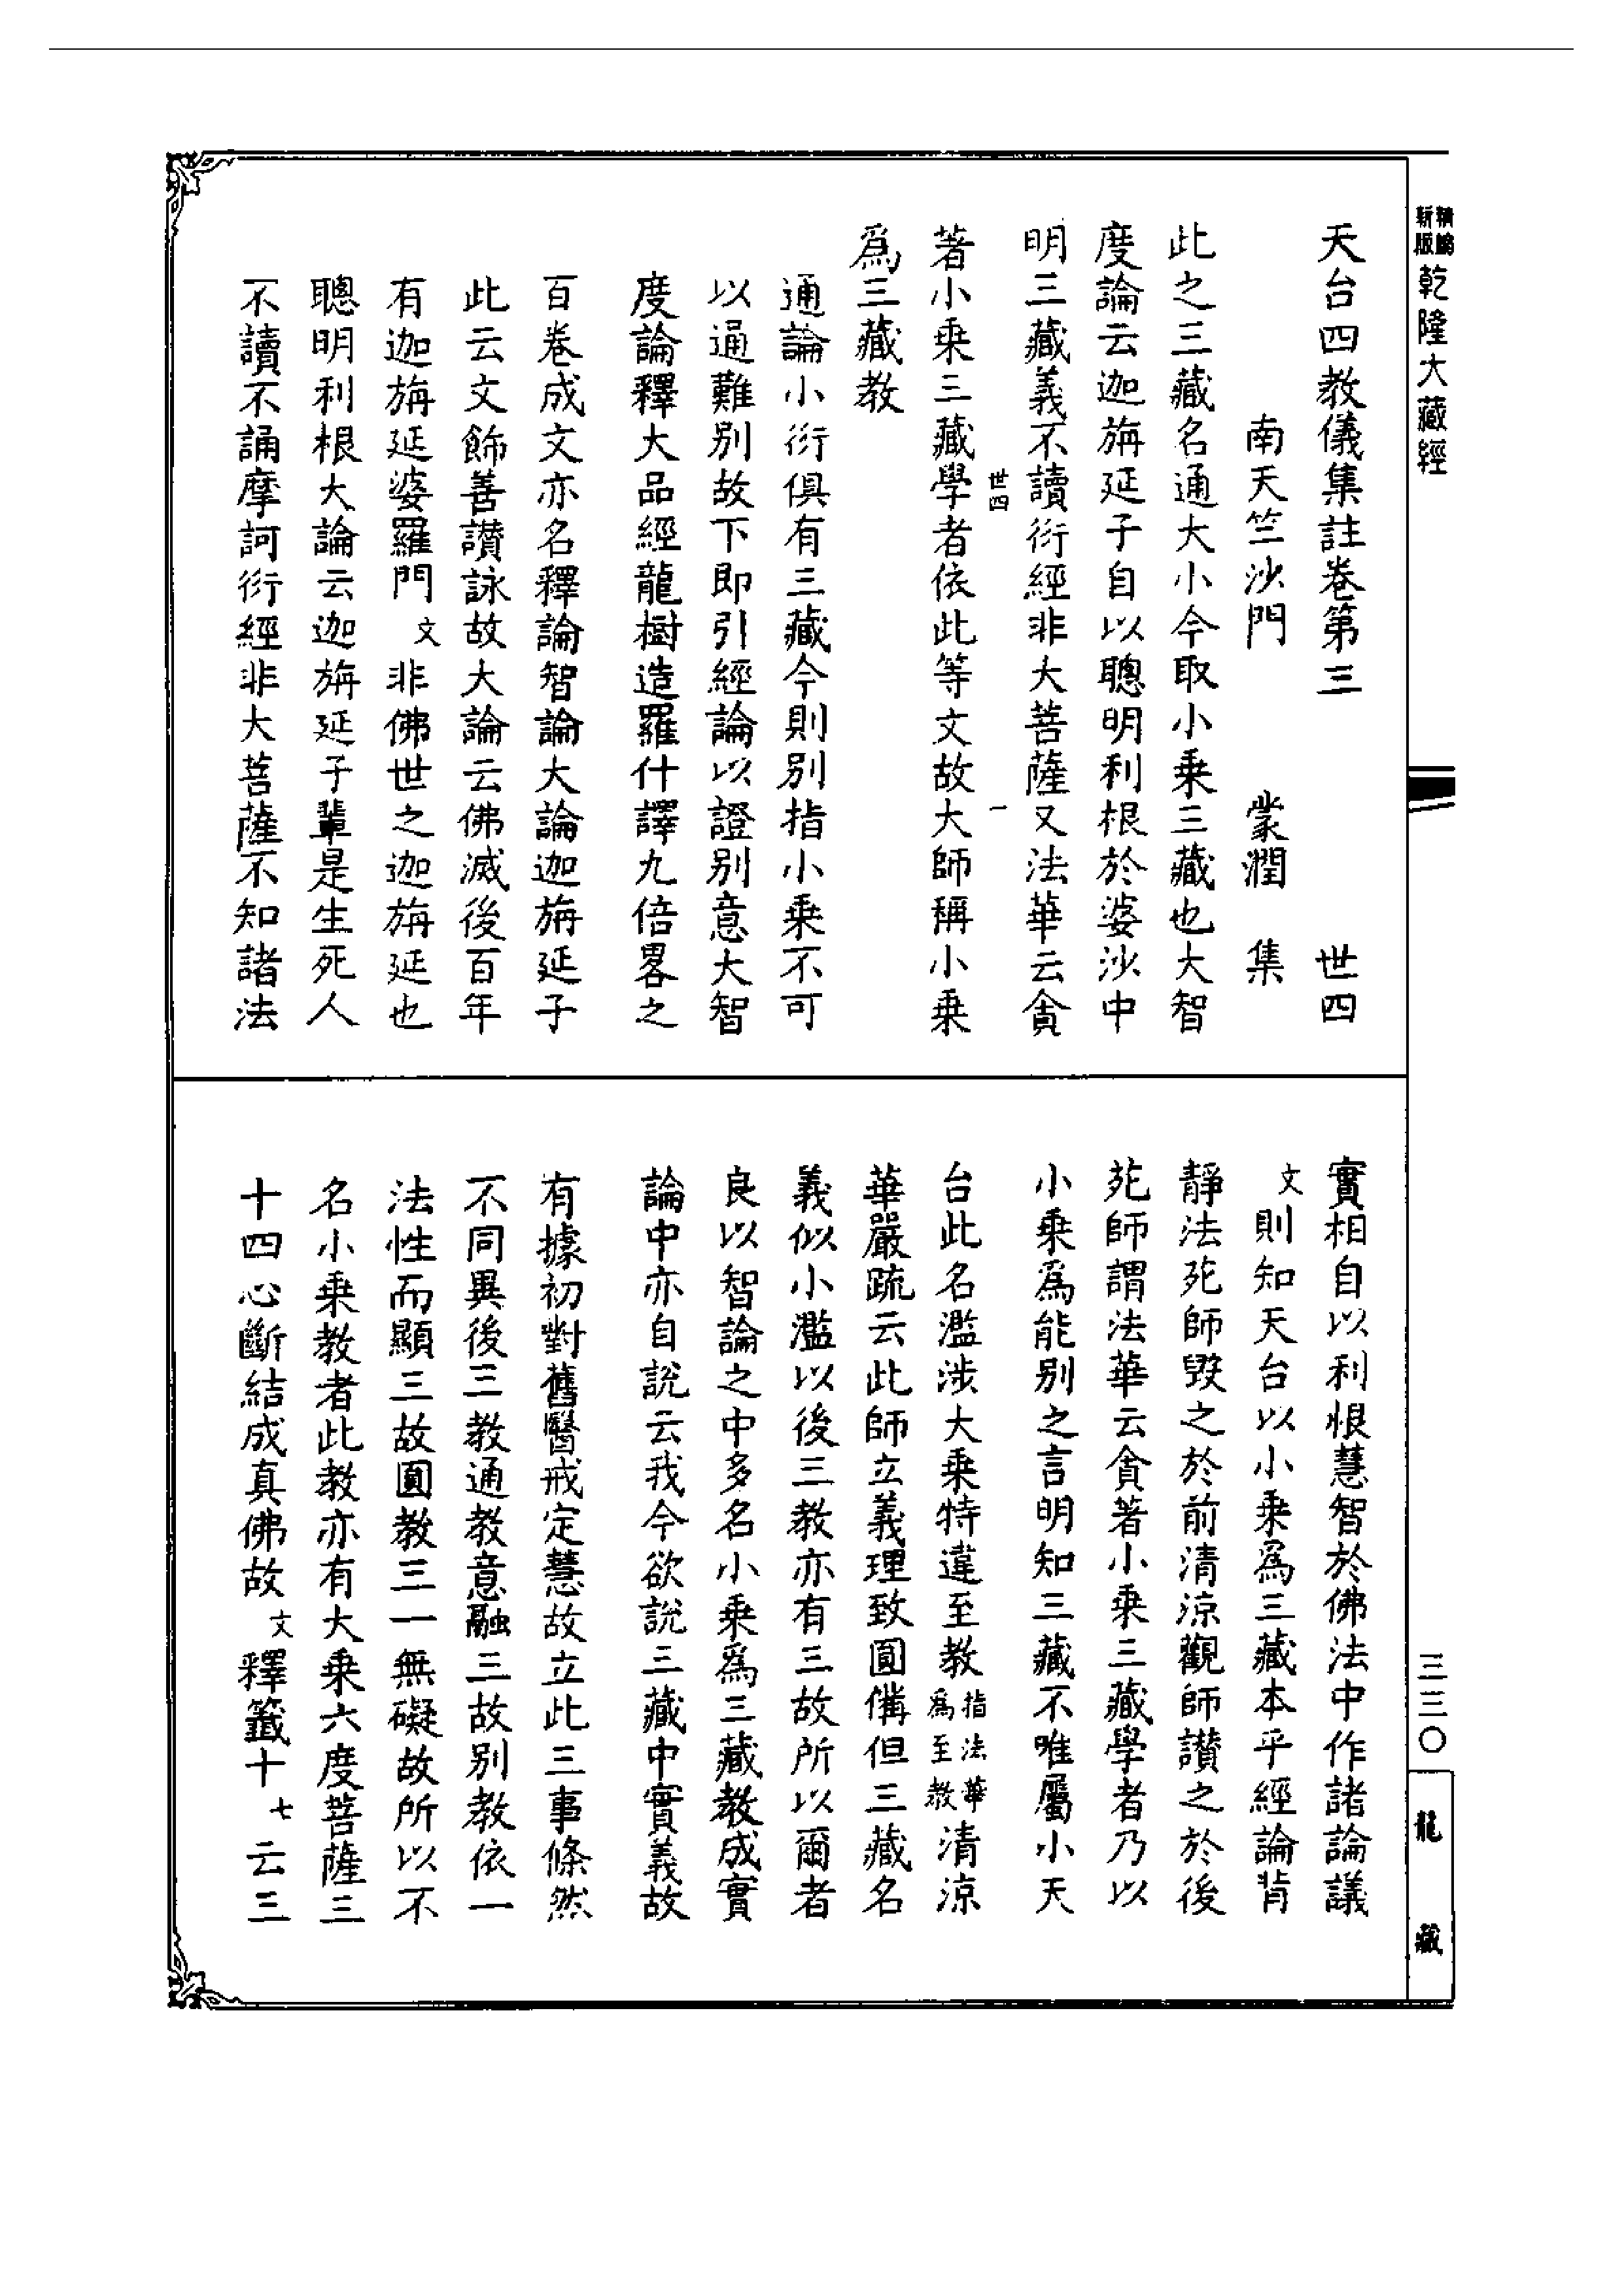 新版
精縮
乾隆大藏經
三三〇
龍藏
天台四教儀集註卷第三 世四
南天竺沙門 蒙潤 集
此之三藏名通大小今取小乘三藏也大智
度論云迦旃延子自以聰明利根於婆沙中
明三藏義不讀衍經非大菩薩又法華云貪
世四 一
著小乘三藏學者依此等文故大師稱小乘
爲三藏教
通論小衍俱有三藏今則別指小乘不可
以通難別故下即引經論以證別意大智
度論釋大品經龍樹造羅什譯九倍畧之
百卷成文亦名釋論智論大論迦旃延子
此云文飾善讃詠故大論云佛滅後百年
有迦旃延婆羅門文非佛世之迦旃延也
聰明利根大論云迦旃延子輩是生死人
不讀不誦摩訶衍經非大菩薩不知諸法
實相自以利根慧智於佛法中作諸論議
文則知天台以小乘爲三藏本乎經論背
靜法苑師毀之於前清涼觀師讃之於後
苑師謂法華云貪著小乘三藏學者乃以
小乘爲能別之言明知三藏不唯屬小天
台此名濫涉大乘特違至教指法華爲至教清涼
華嚴疏云此師立義理致圓備但三藏名
義似小濫以後三教亦有三故所以爾者
良以智論之中多名小乘爲三藏教成實
論中亦自說云我今欲說三藏中實義故
有據初對舊醫戒定慧故立此三事條然
不同異後三教通教意融三故別教依一
法性而顯三故圓教三一無礙故所以不
名小乘教者此教亦有大乘六度菩薩三
十四心斷結成真佛故文釋籤十七云三